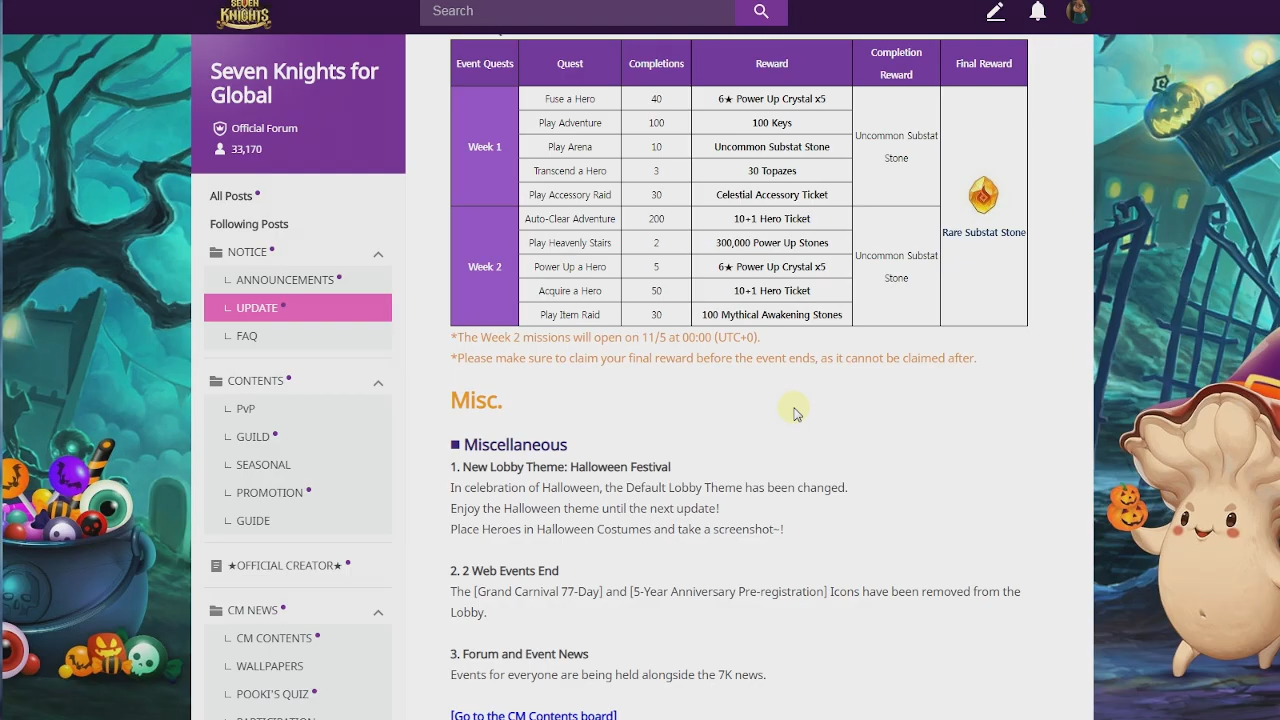 SEVEN
KNIGHTS
Search
Seven Knights for
Global
Official Forum
33,170
All Posts
Following Posts
NOTICE
ANNOUNCEMENTS
UPDATE
FAQ
CONTENTS
PvP
GUILD
SEASONAL
PROMOTION
GUIDE
★OFFICIAL CREATOR★
CM NEWS
CM CONTENTS
WALLPAPERS
POOKI'S QUIZ
Event Quests Quest Completions Reward Completion Reward Final Reward
Week 1
Fuse a Hero 40 6★ Power Up Crystal x5
Play Adventure 100 100 Keys
Play Arena 10 Uncommon Substat Stone
Transcend a Hero 3 30 Topazes
Play Accessory Raid 30 Celestial Accessory Ticket
Uncommon Substat
Stone
Week 2
Auto-Clear Adventure 200 10+1 Hero Ticket
Play Heavenly Stairs 2 300,000 Power Up Stones
Power Up a Hero 5 6★ Power Up Crystal x5
Acquire a Hero 50 10+1 Hero Ticket
Play Item Raid 30 100 Mythical Awakening Stones
Uncommon Substat
Stone
Rare Substat Stone
*The Week 2 missions will open on 11/5 at 00:00 (UTC+0).
*Please make sure to claim your final reward before the event ends, as it cannot be claimed after.
Misc.
■ Miscellaneous
1. New Lobby Theme: Halloween Festival
In celebration of Halloween, the Default Lobby Theme has been changed.
Enjoy the Halloween theme until the next update!
Place Heroes in Halloween Costumes and take a screenshot~!
2. 2 Web Events End
The [Grand Carnival 77-Day] and [5-Year Anniversary Pre-registration] Icons have been removed from the
Lobby.
3. Forum and Event News
Events for everyone are being held alongside the 7K news.
[Go to the CM Contents board]